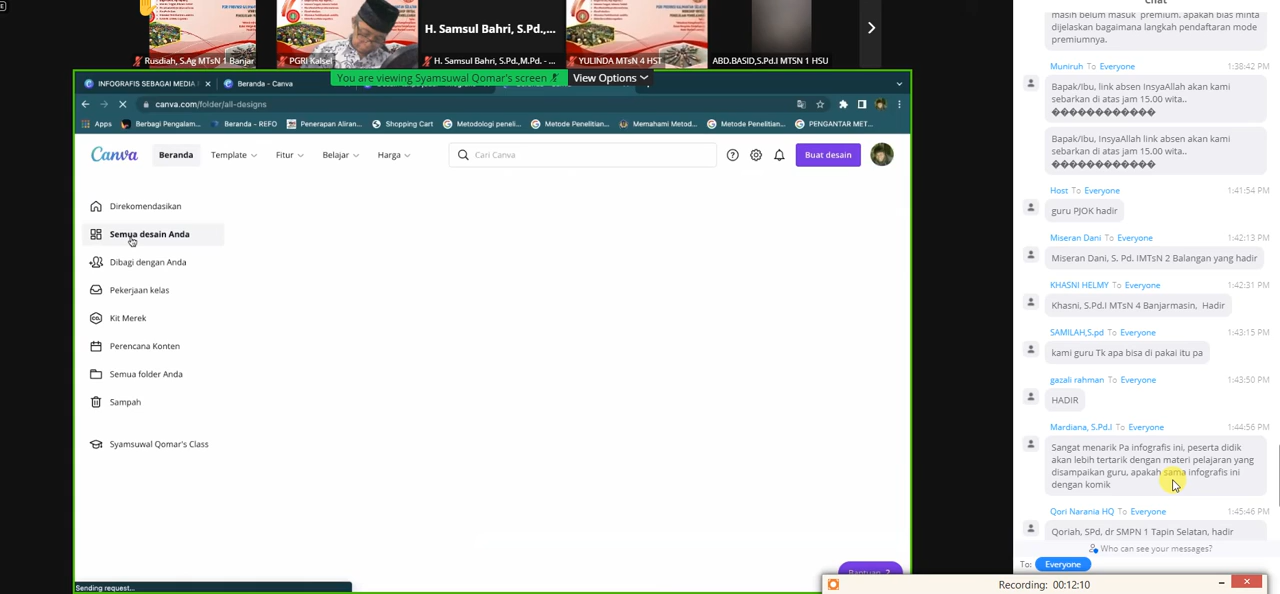 Rusdiah, S.Ag MTsN 1 Banjar
PGRI Kalsel
H. Samsul Bahri, S.Pd.,...
H. Samsul Bahri, S.Pd.,M.Pd. - ...
YULINDA MTsN 4 HST
ABD.BASID,S.Pd.I MTSN 1 HSU
You are viewing Syamsuwal Qomar's screen
View Options
INFOGRAFIS SEBAGAI MEDIA
Beranda - Canva
canva.com/folder/all-designs
Apps
Berbagi Pengalam...
Beranda - REFO
Penerapan Aliran...
Shopping Cart
Metodologi peneli...
Metode Penelitian...
Memahami Metod...
Metode Penelitian...
PENGANTAR MET...
Canva
Beranda
Template
Fitur
Belajar
Harga
Cari Canva
Buat desain
Direkomendasikan
Semua desain Anda
Dibagi dengan Anda
Pekerjaan kelas
Kit Merek
Perencana Konten
Semua folder Anda
Sampah
Syamsuwal Qomar's Class
Bantuan ?
Sending request...
Chat
masih belum masuk premium. apakah bias minta
dijelaskan bagaimana langkah pendaftaran mode
premiumnya.
Muniruh To Everyone 1:38:42 PM
Bapak/Ibu, link absen InsyaAllah akan kami
sebarkan di atas jam 15.00 wita..
Bapak/Ibu, InsyaAllah link absen akan kami
sebarkan di atas jam 15.00 wita..
Host To Everyone 1:41:54 PM
guru PJOK hadir
Miseran Dani To Everyone 1:42:13 PM
Miseran Dani, S. Pd. IMTsN 2 Balangan yang hadir
KHASNI HELMY To Everyone 1:42:31 PM
Khasni, S.Pd.I MTsN 4 Banjarmasin, Hadir
SAMILAH,S.pd To Everyone 1:43:15 PM
kami guru Tk apa bisa di pakai itu pa
gazali rahman To Everyone 1:43:50 PM
HADIR
Mardiana, S.Pd.I To Everyone 1:44:56 PM
Sangat menarik Pa infografis ini, peserta didik
akan lebih tertarik dengan materi pelajaran yang
disampaikan guru, apakah sama infografis ini
dengan komik
Qori Narania HQ To Everyone 1:45:46 PM
Qoriah, SPd, dr SMPN 1 Tapin Selatan, hadir
Who can see your messages?
To: Everyone
Recording: 00:12:10